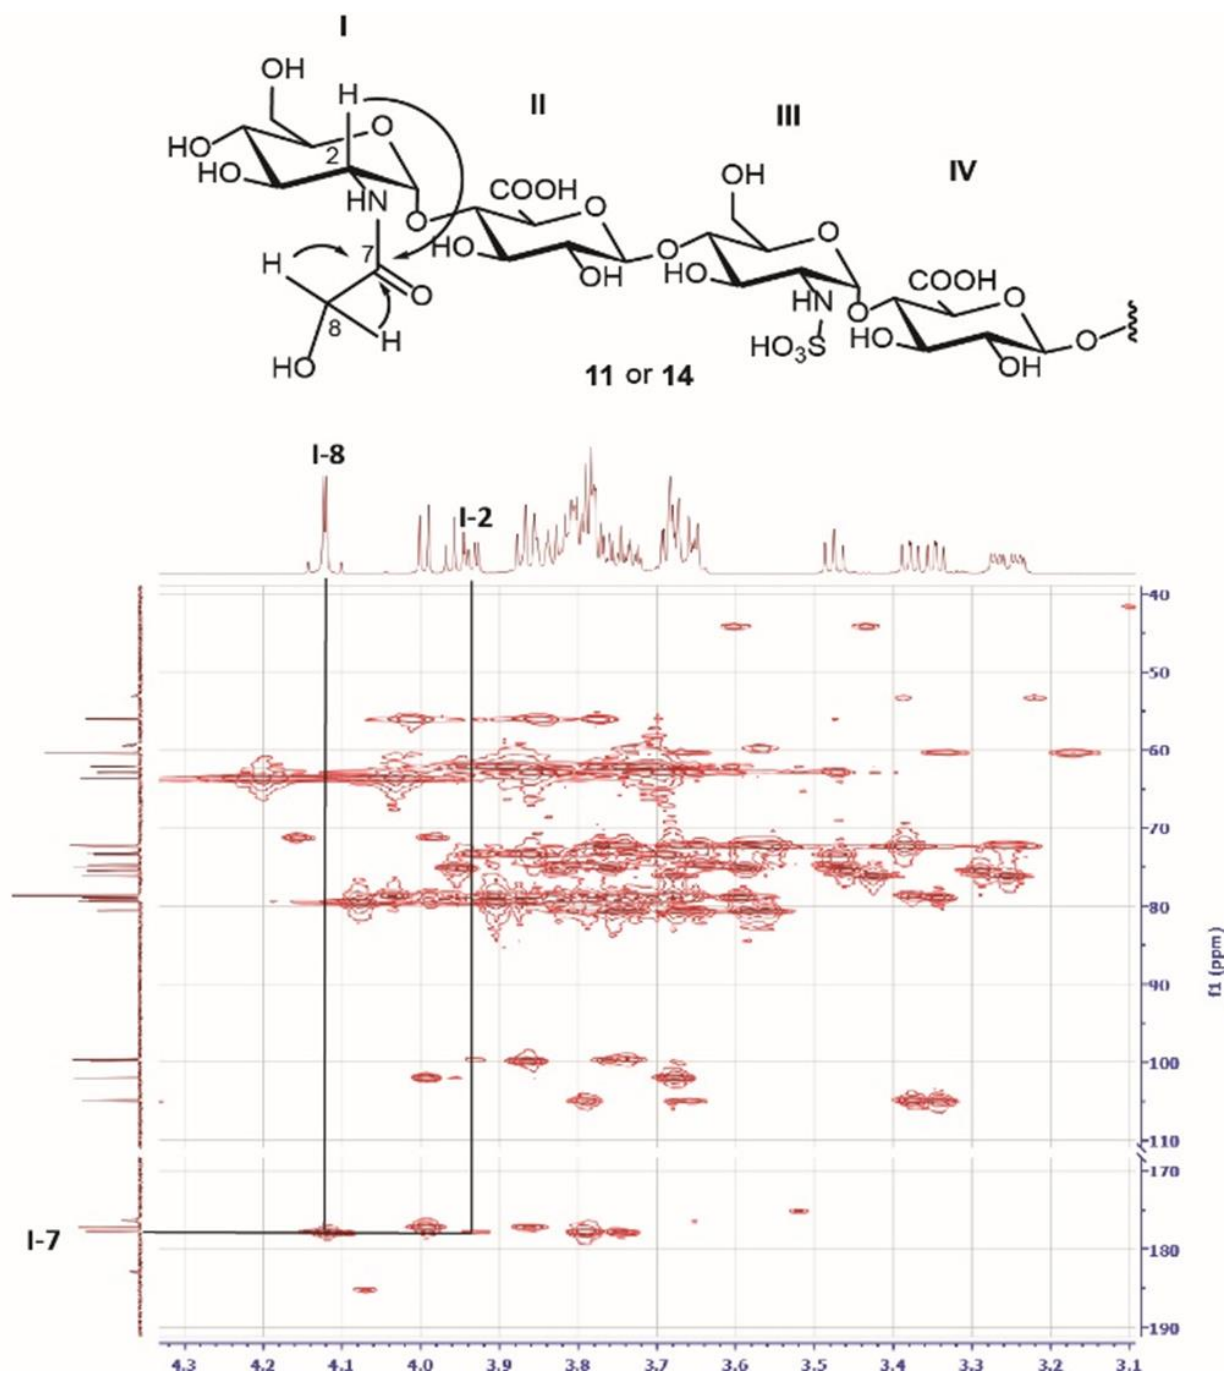 I
OH
H
II
III
O
HO
2
IV
HO
HN
COOH
O
OH
O
HO
7
H
O
OH
O
HO
HN
COOH
O
O
8
H
HO₃S
O
HO
O
HO
OH
11 or 14
I-8
I-2
40
50
60
70
80
90
100
110
f1 (ppm)
170
I-7
180
190
4.3 4.2 4.1 4.0 3.9 3.8 3.7 3.6 3.5 3.4 3.3 3.2 3.1